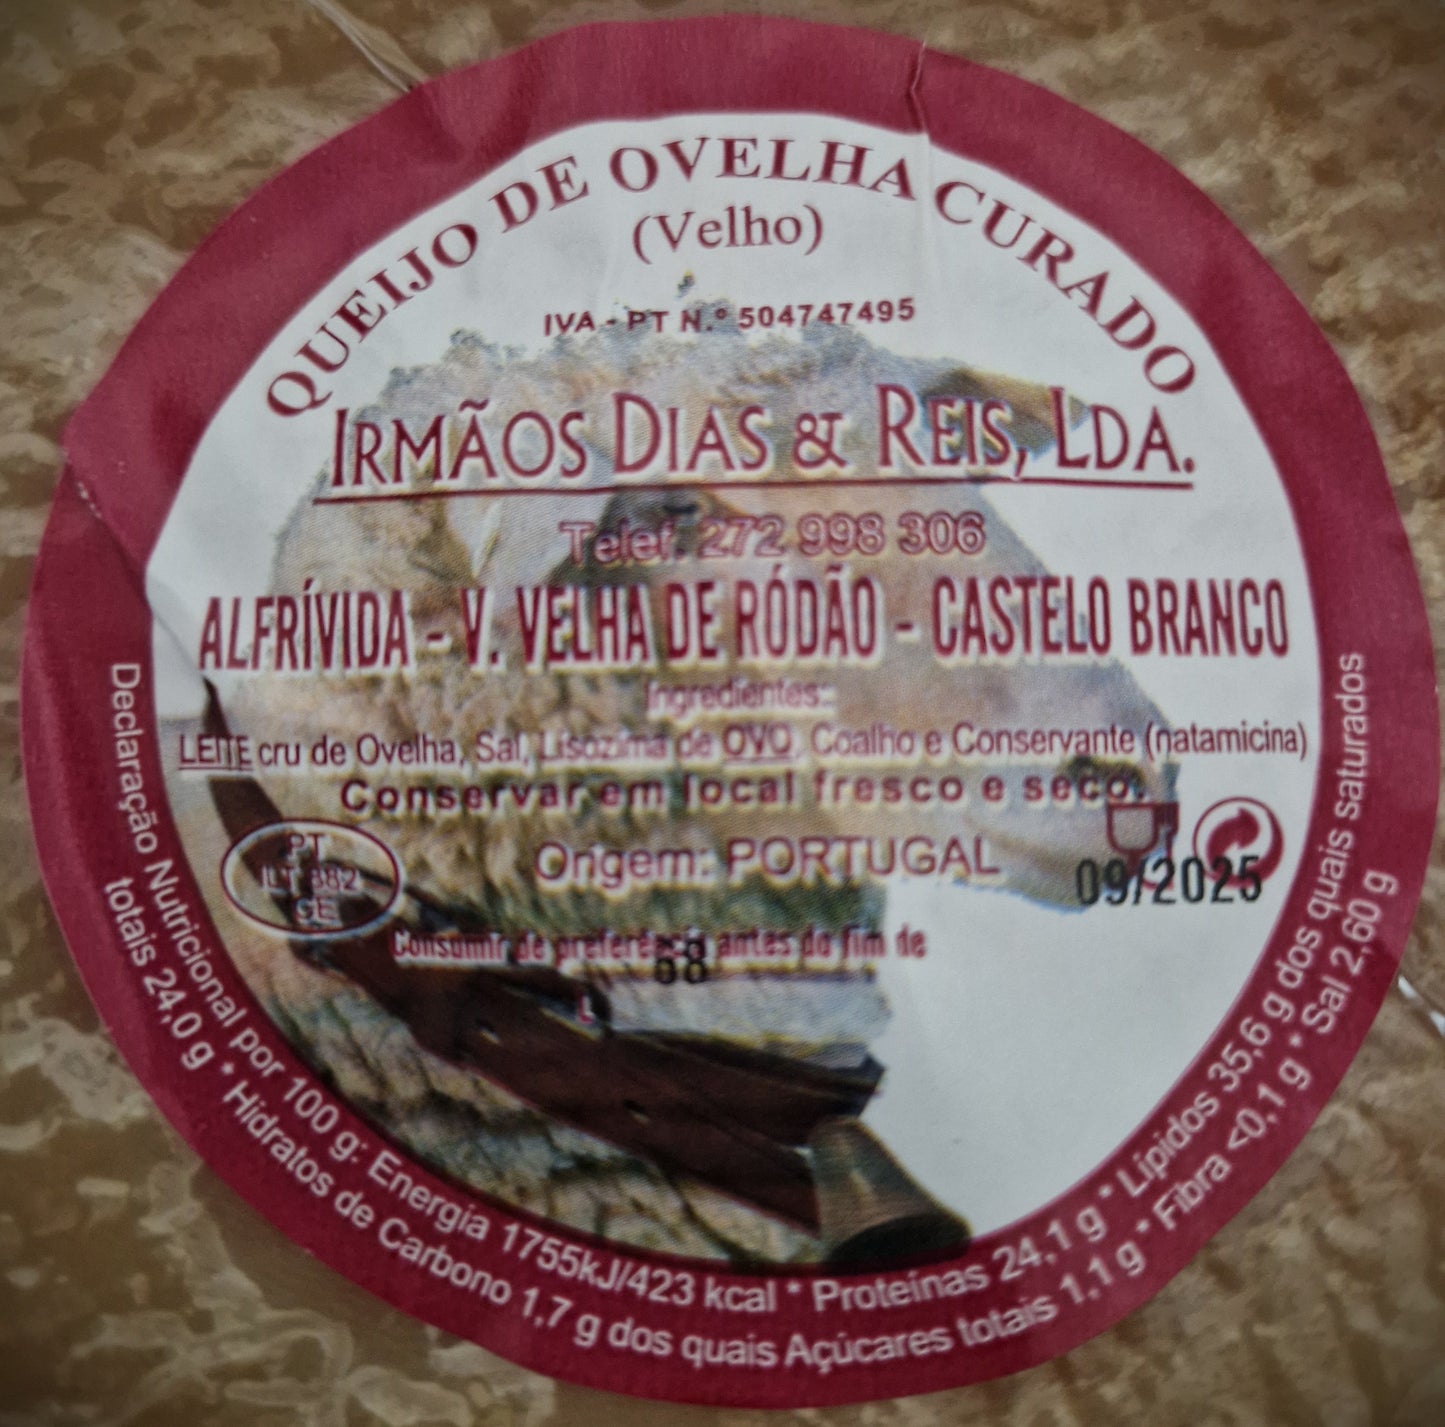 QUEIJO DE OVELHA CURADO
(Velho)
IVA - PT N.º 504747495
IRMÃOS DIAS & REIS, LDA.
Telef. 272 998 306
ALFRÍVIDA - V. VELHA DE RÓDÃO - CASTELO BRANCO
Ingredientes:
LEITE cru de Ovelha, Sal, Lisozima de OVO, Coalho e Conservante (natamicina)
Conservar em local fresco e seco.
PT
ILT 382
CE
Origem: PORTUGAL
09/2025
Consumir de preferência antes do fim de
68
L
Declaração Nutricional por 100 g: Energia 1755kJ/423 kcal * Proteínas 24,1 g * Lípidos 35,6 g dos quais saturados
totais 24,0 g * Hidratos de Carbono 1,7 g dos quais Açúcares totais 1,1 g * Fibra <0,1 g * Sal 2,60 g